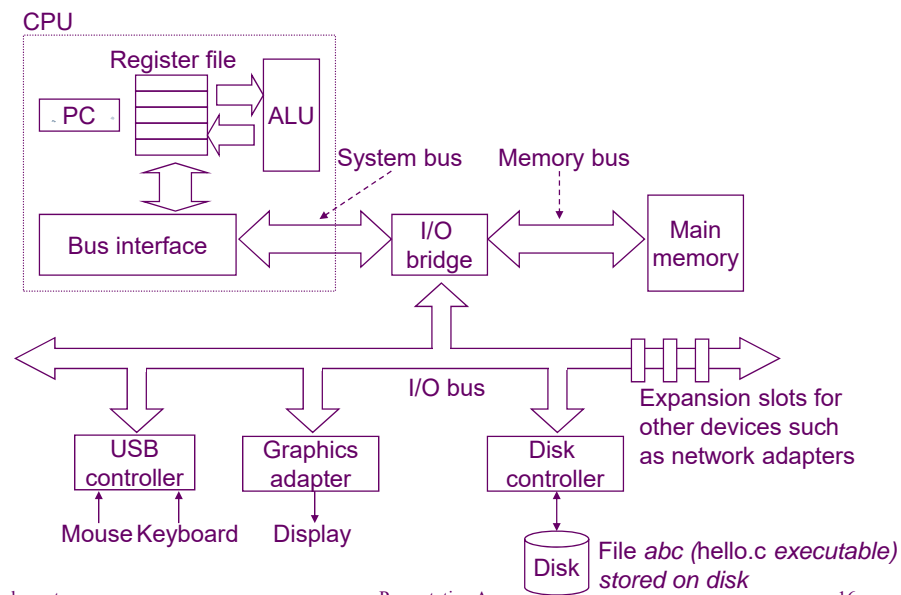 CPU
Register file
PC
ALU
System bus
Memory bus
Bus interface
I/O
bridge
Main
memory
I/O bus
Expansion slots for
other devices such
as network adapters
USB
controller
Graphics
adapter
Disk
controller
Mouse Keyboard
Display
Disk
File abc (hello.c executable)
stored on disk